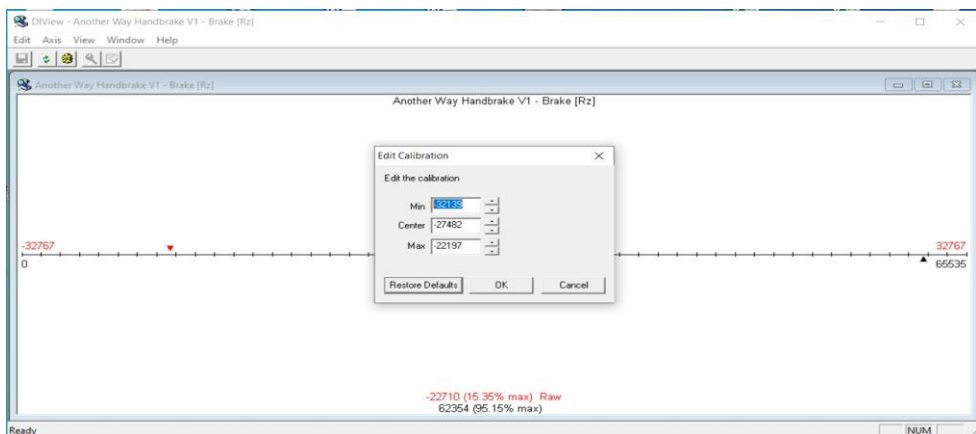 DIView - Another Way Handbrake V1 - Brake [Rz]
Edit Axis View Window Help
Another Way Handbrake V1 - Brake [Rz]
Another Way Handbrake V1 - Brake [Rz]
Edit Calibration
Edit the calibration
Min -32139
Center -27482
Max -22197
-32767 32767
0 65535
Restore Defaults OK Cancel
-22710 (15.35% max) Raw
62354 (95.15% max)
Ready NUM